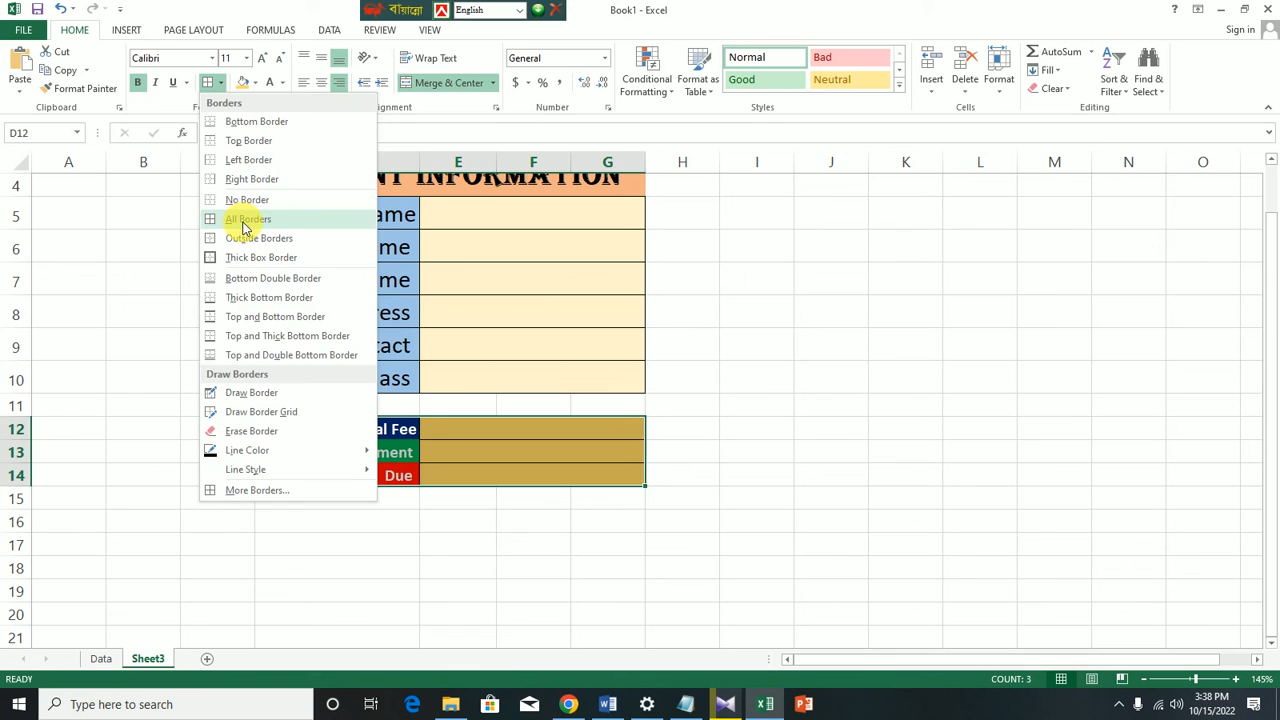 বাঁয়ান্নো
English
Book1 - Excel
FILE
HOME
INSERT
PAGE LAYOUT
FORMULAS
DATA
REVIEW
VIEW
Sign in
Paste
Cut
Copy
Format Painter
Clipboard
Calibri
11
B I U
Wrap Text
Merge & Center
General
$ % ,
Number
Conditional Formatting
Format as Table
Normal
Bad
Good
Neutral
Styles
Insert
Delete
Format
Cells
AutoSum
Fill
Clear
Sort & Filter
Find & Select
Editing
D12
fx
Borders
Bottom Border
Top Border
Left Border
Right Border
No Border
All Borders
Outside Borders
Thick Box Border
Bottom Double Border
Thick Bottom Border
Top and Bottom Border
Top and Thick Bottom Border
Top and Double Bottom Border
Draw Borders
Draw Border
Draw Border Grid
Erase Border
Line Color
Line Style
More Borders...
A B E F G H I J K L M N O
4 NT INFORMATION
5 ame
6 me
7 me
8 ress
9 tact
10 ass
11
12 al Fee
13 ment
14 Due
15
16
17
18
19
20
21
Data
Sheet3
READY
COUNT: 3
145%
Type here to search
3:38 PM
10/15/2022